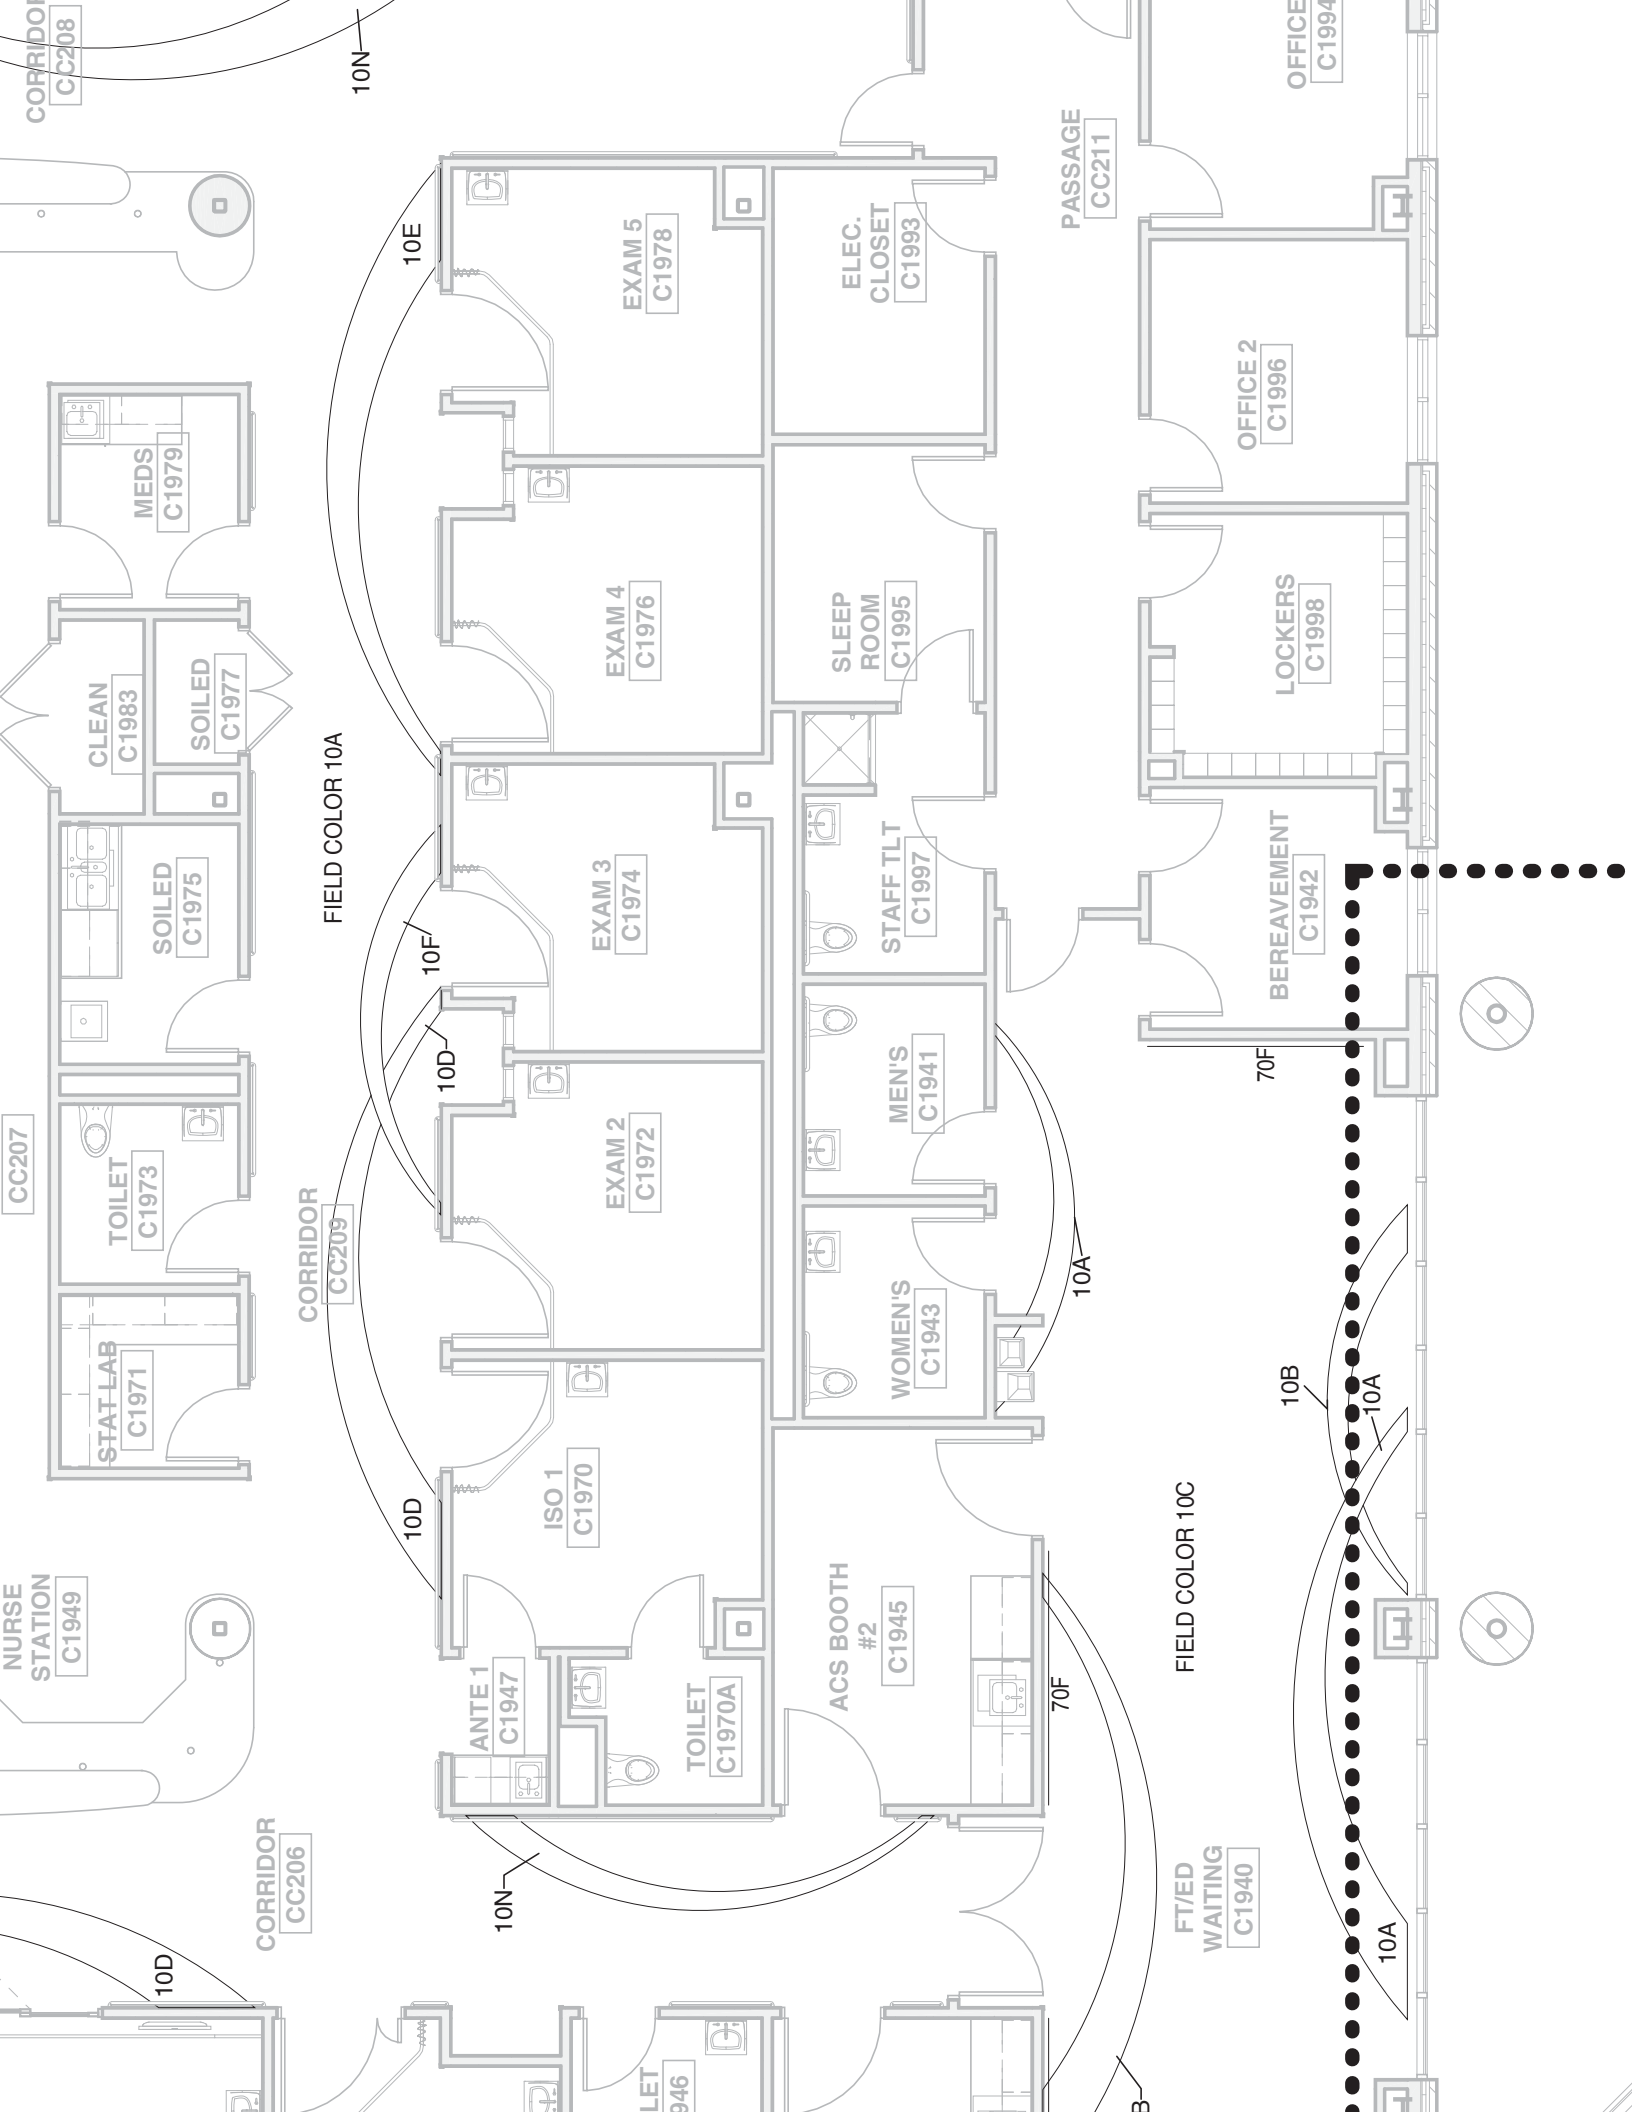 CORRIDOR
CC208
10N
PASSAGE
CC211
OFFICE
C1994
10E
EXAM 5
C1978
ELEC.
CLOSET
C1993
OFFICE 2
C1996
MEDS
C1979
EXAM 4
C1976
SLEEP
ROOM
C1995
LOCKERS
C1998
CLEAN
C1983
SOILED
C1977
FIELD COLOR 10A
SOILED
C1975
10F
EXAM 3
C1974
STAFF TLT
C1997
BEREAVEMENT
C1942
10D
MEN'S
C1941
70F
CC207
TOILET
C1973
CORRIDOR
CC209
EXAM 2
C1972
WOMEN'S
C1943
10A
10B
10A
STAT LAB
C1971
10D
ISO 1
C1970
FIELD COLOR 10C
NURSE
STATION
C1949
ANTE 1
C1947
TOILET
C1970A
ACS BOOTH
#2
C1945
70F
CORRIDOR
CC206
10N
FT/ED
WAITING
C1940
10A
10D
LET
946
B